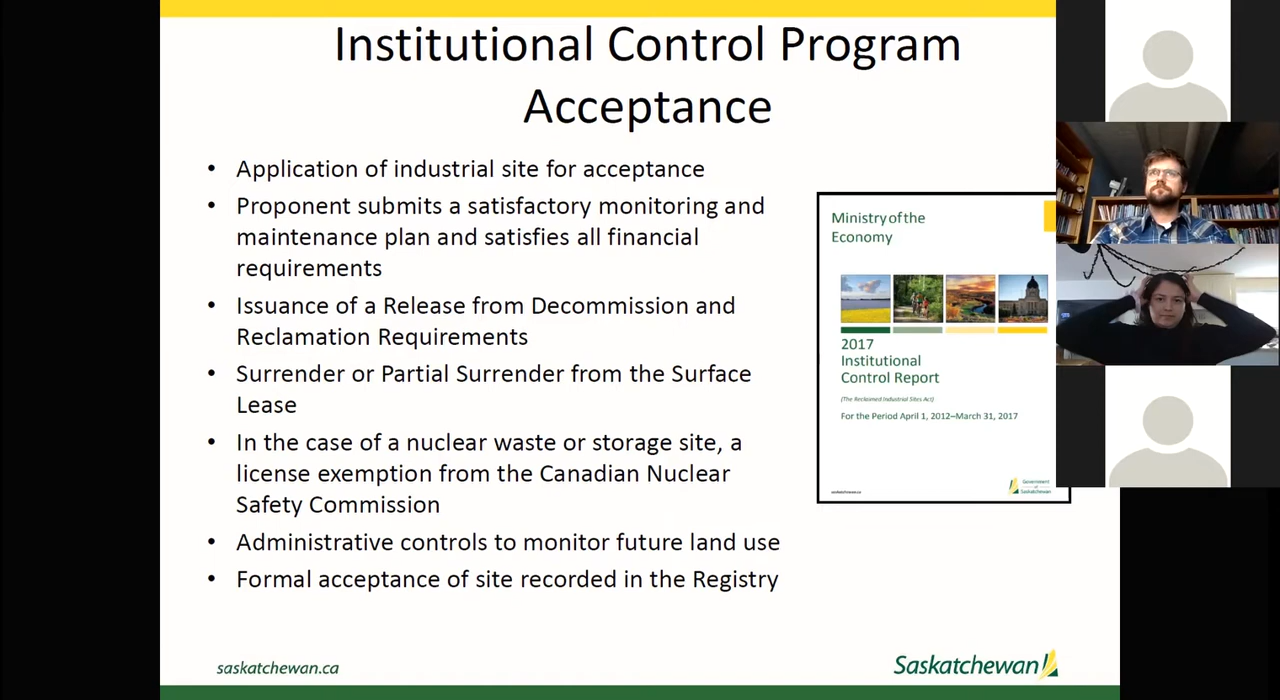 Institutional Control Program
Acceptance
• Application of industrial site for acceptance
• Proponent submits a satisfactory monitoring and
maintenance plan and satisfies all financial
requirements
• Issuance of a Release from Decommission and
Reclamation Requirements
• Surrender or Partial Surrender from the Surface
Lease
• In the case of a nuclear waste or storage site, a
license exemption from the Canadian Nuclear
Safety Commission
• Administrative controls to monitor future land use
• Formal acceptance of site recorded in the Registry
Ministry of the
Economy
2017
Institutional
Control Report
(The Reclaimed Industrial Sites Act)
For the Period April 1, 2012–March 31, 2017
saskatchewan.ca
Government
of
Saskatchewan
saskatchewan.ca
Saskatchewan